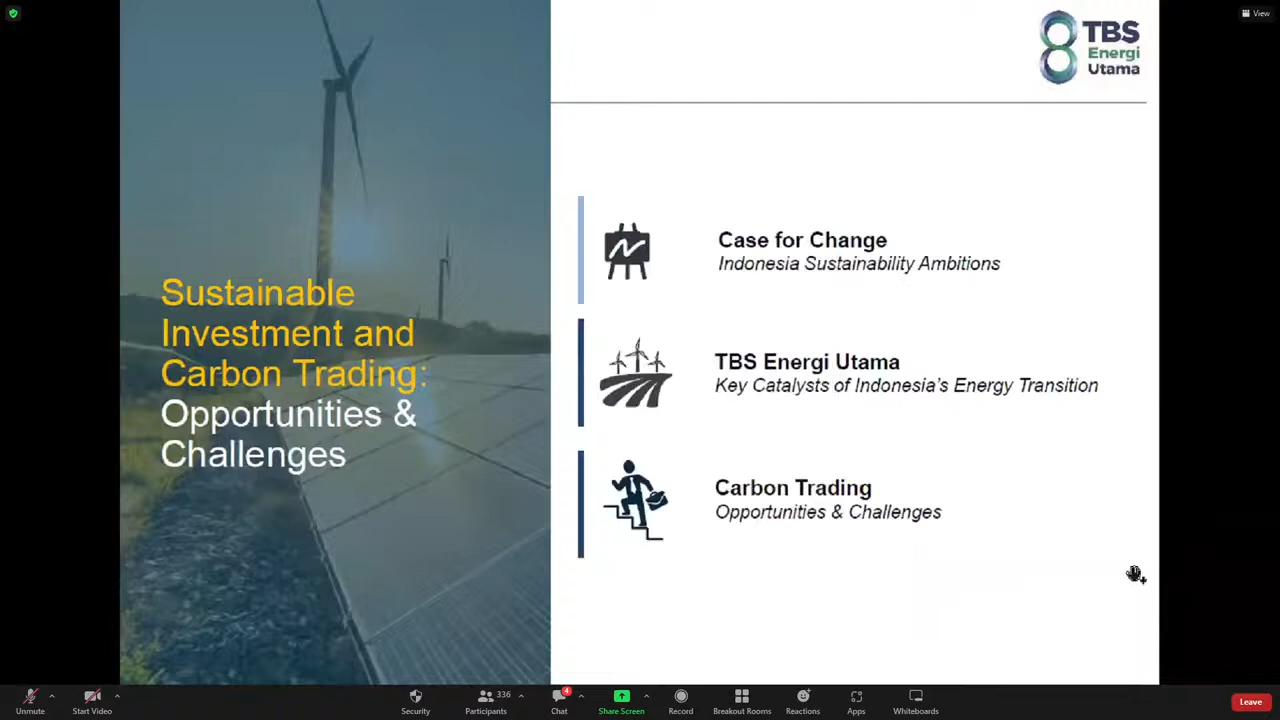 View
TBS
Energi
Utama
Case for Change
Indonesia Sustainability Ambitions
Sustainable
Investment and
Carbon Trading:
Opportunities &
Challenges
TBS Energi Utama
Key Catalysts of Indonesia's Energy Transition
Carbon Trading
Opportunities & Challenges
Unmute
Start Video
Security
Participants
336
Chat
4
Share Screen
Record
Breakout Rooms
Reactions
Apps
Whiteboards
Leave